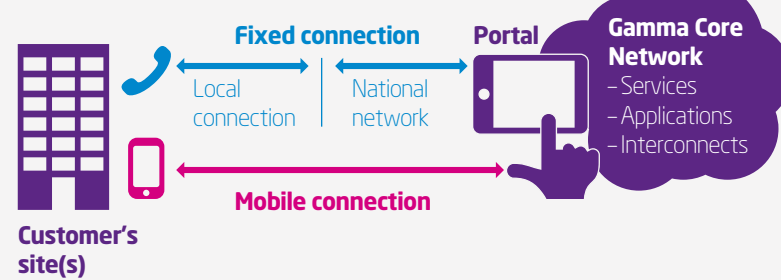 Fixed connection
Portal
Gamma Core
Network
– Services
– Applications
– Interconnects
Local
connection
National
network
Mobile connection
Customer's
site(s)